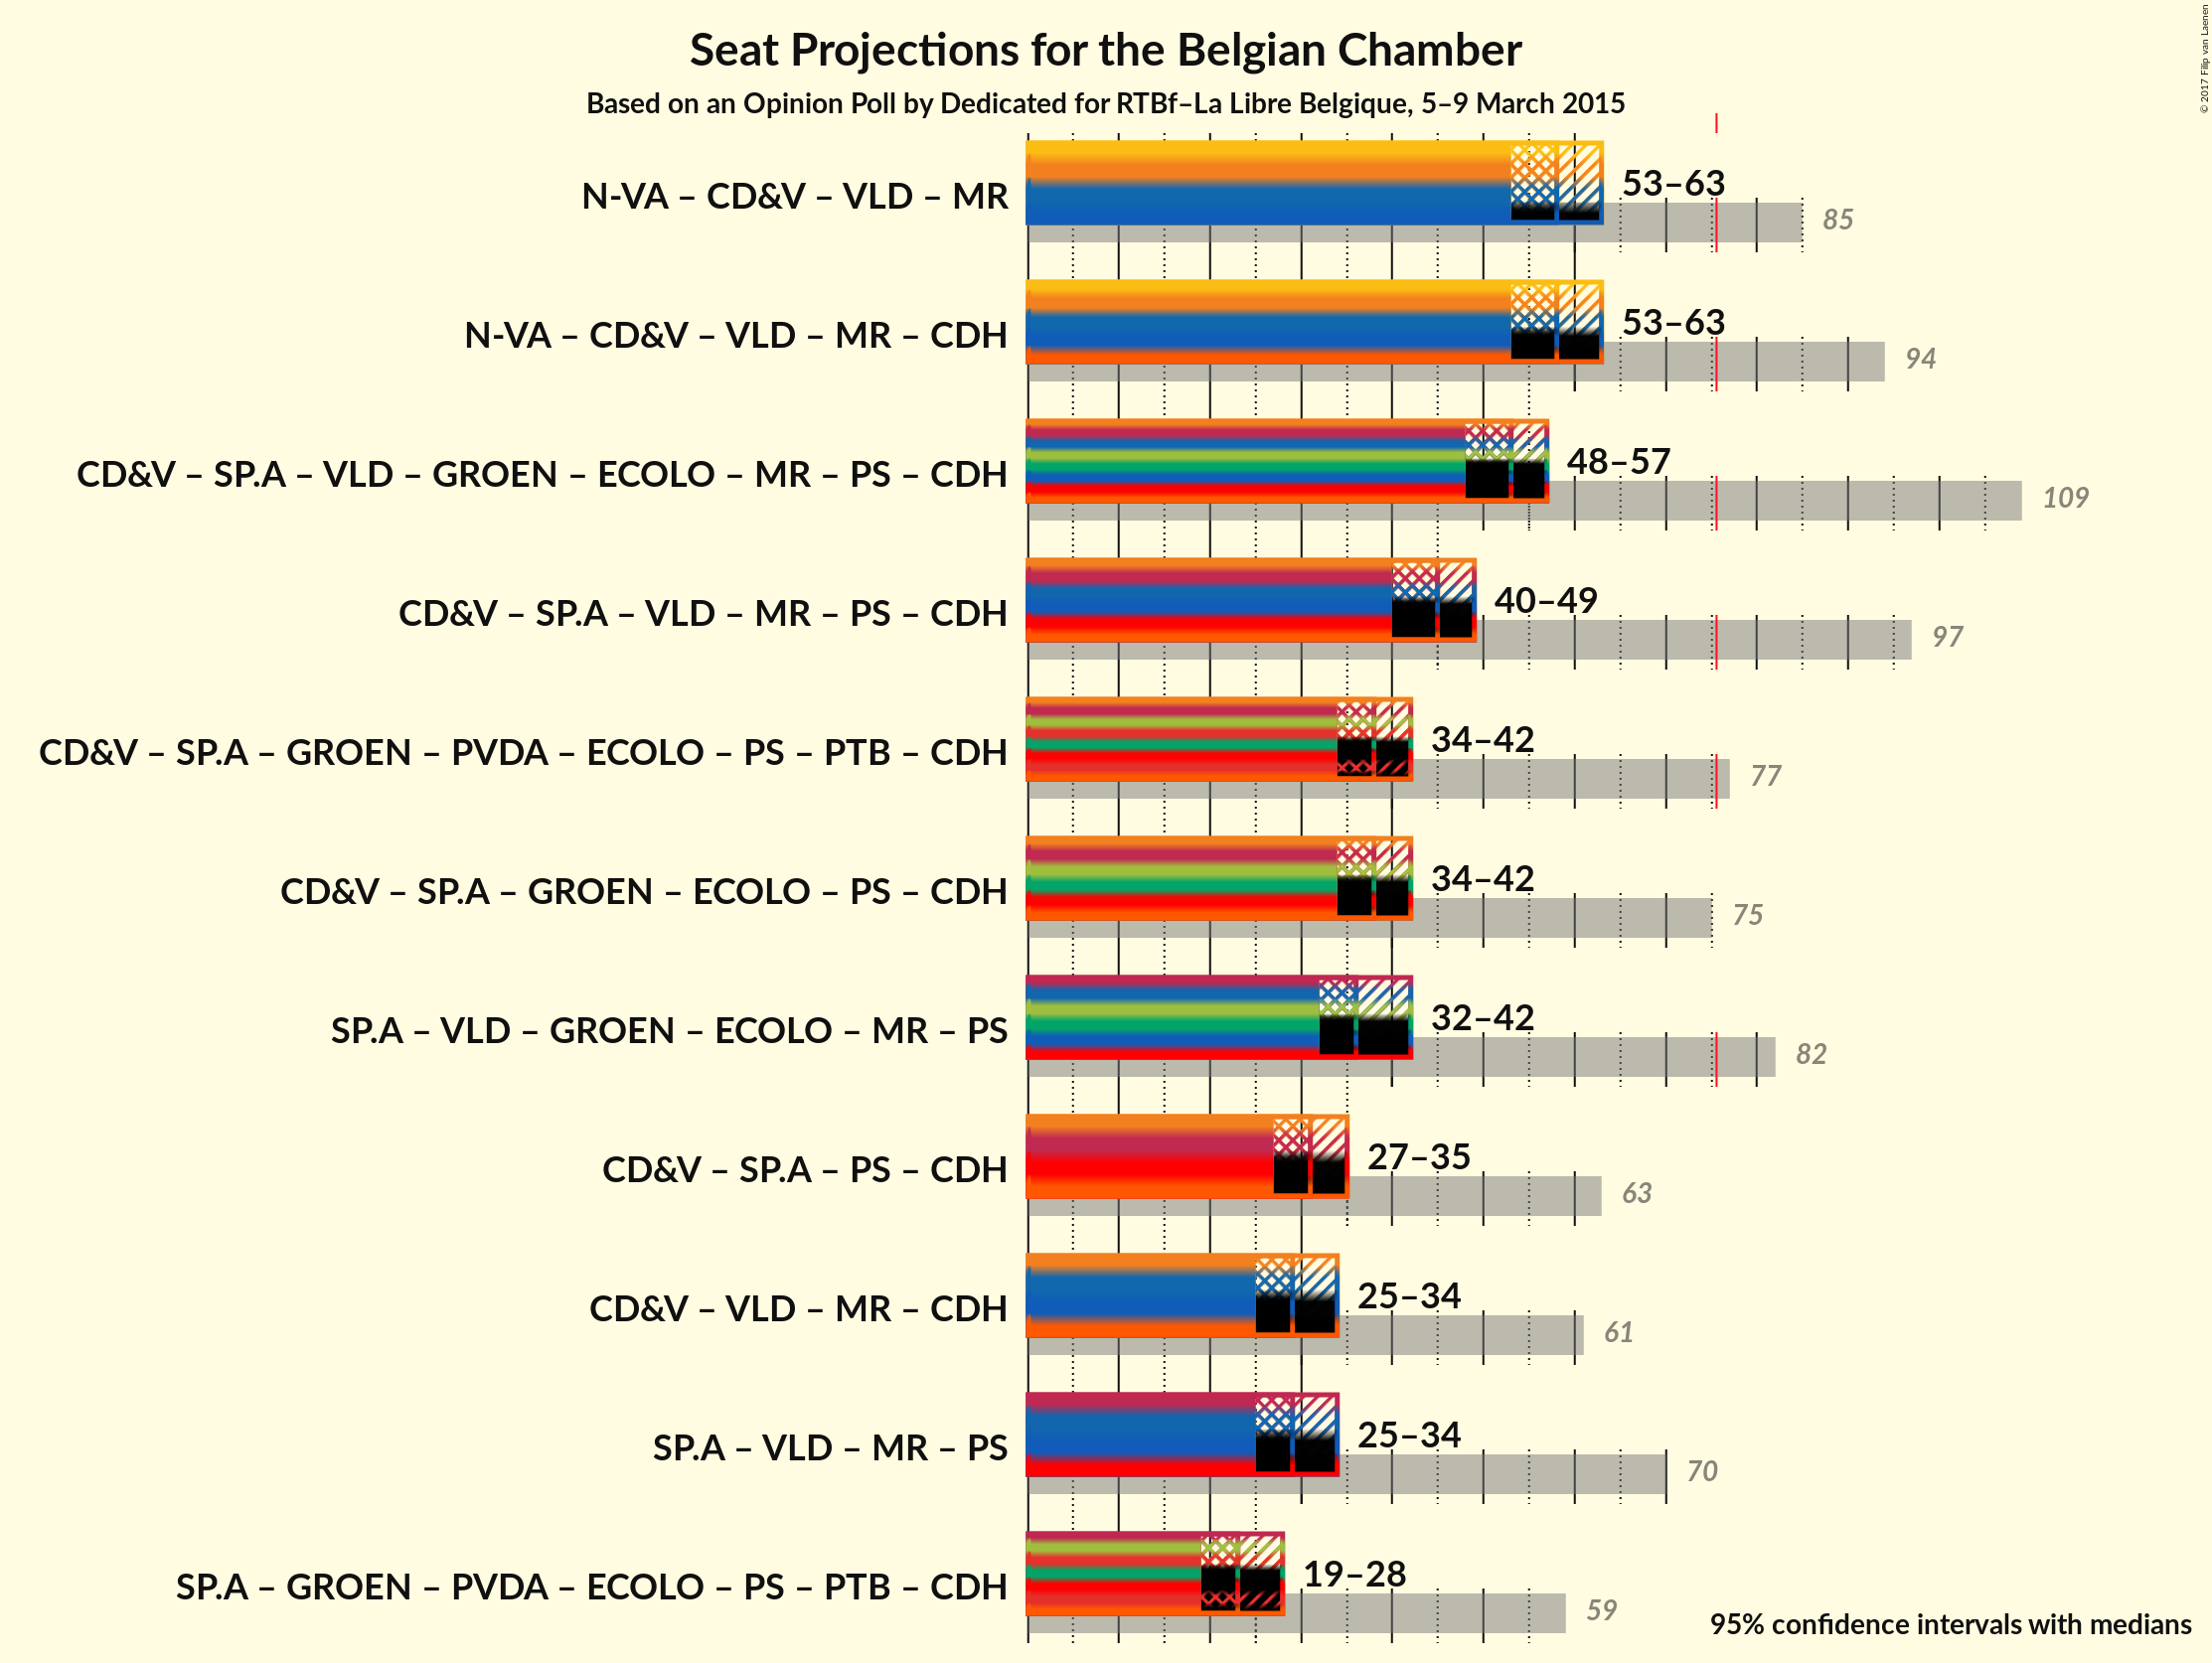 Seat Projections for the Belgian Chamber
Based on an Opinion Poll by Dedicated for RTBf–La Libre Belgique, 5–9 March 2015
© 2017 Filip van Laenen
N-VA – CD&V – VLD – MR
53–63
85
N-VA – CD&V – VLD – MR – CDH
53–63
94
CD&V – SP.A – VLD – GROEN – ECOLO – MR – PS – CDH
48–57
109
CD&V – SP.A – VLD – MR – PS – CDH
40–49
97
CD&V – SP.A – GROEN – PVDA – ECOLO – PS – PTB – CDH
34–42
77
CD&V – SP.A – GROEN – ECOLO – PS – CDH
34–42
75
SP.A – VLD – GROEN – ECOLO – MR – PS
32–42
82
CD&V – SP.A – PS – CDH
27–35
63
CD&V – VLD – MR – CDH
25–34
61
SP.A – VLD – MR – PS
25–34
70
SP.A – GROEN – PVDA – ECOLO – PS – PTB – CDH
19–28
59
95% confidence intervals with medians